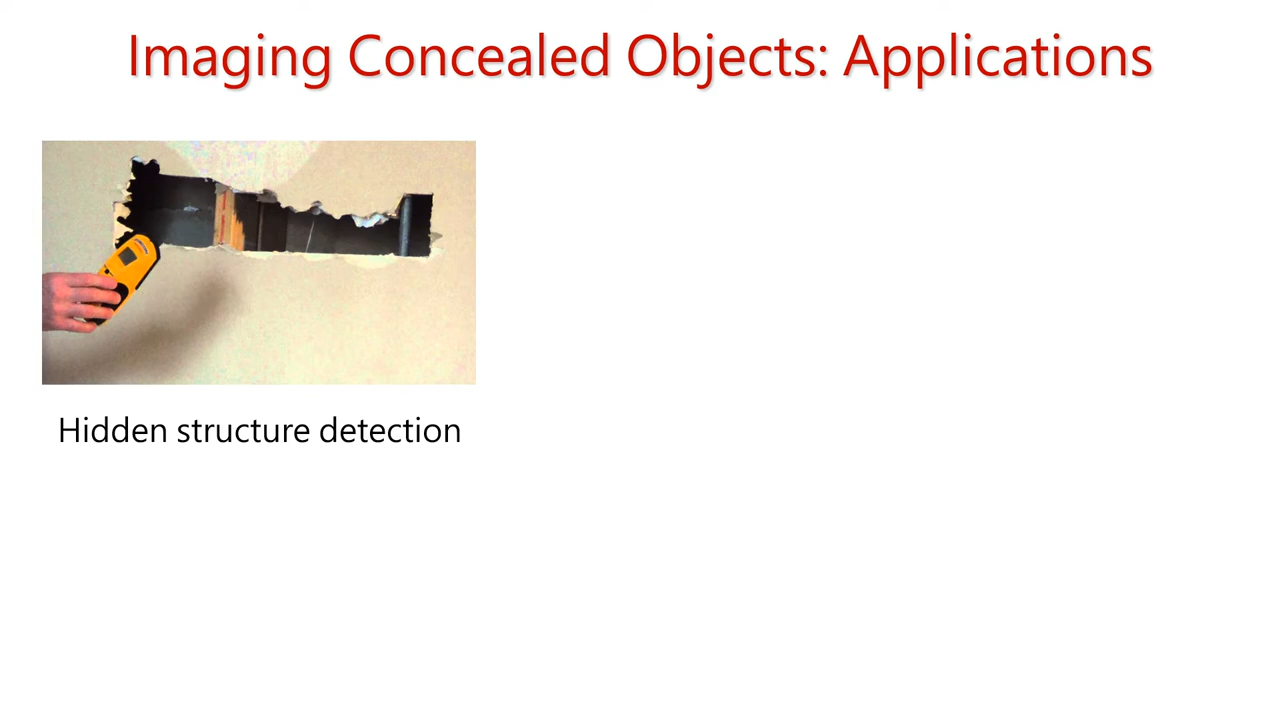 Imaging Concealed Objects: Applications
Hidden structure detection